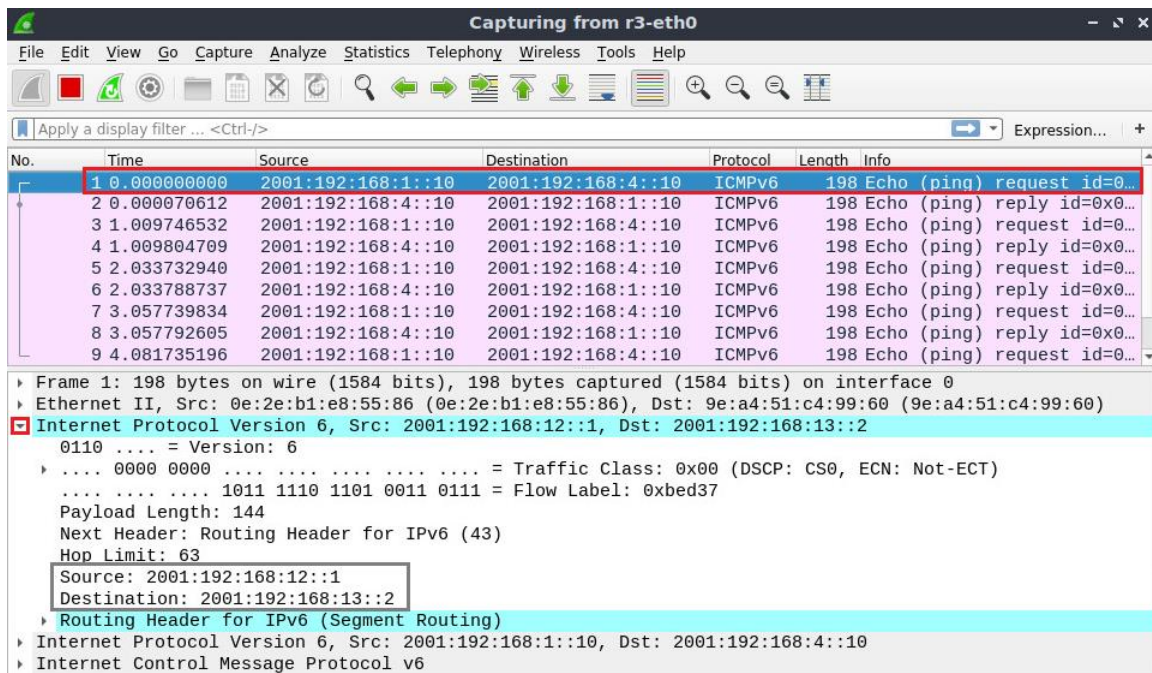 Capturing from r3-eth0
File Edit View Go Capture Analyze Statistics Telephony Wireless Tools Help
Apply a display filter ... <Ctrl-/> Expression... +
No. Time Source Destination Protocol Length Info
1 0.000000000 2001:192:168:1::10 2001:192:168:4::10 ICMPv6 198 Echo (ping) request id=0…
2 0.000070612 2001:192:168:4::10 2001:192:168:1::10 ICMPv6 198 Echo (ping) reply id=0x0…
3 1.009746532 2001:192:168:1::10 2001:192:168:4::10 ICMPv6 198 Echo (ping) request id=0…
4 1.009804709 2001:192:168:4::10 2001:192:168:1::10 ICMPv6 198 Echo (ping) reply id=0x0…
5 2.033732940 2001:192:168:1::10 2001:192:168:4::10 ICMPv6 198 Echo (ping) request id=0…
6 2.033788737 2001:192:168:4::10 2001:192:168:1::10 ICMPv6 198 Echo (ping) reply id=0x0…
7 3.057739834 2001:192:168:1::10 2001:192:168:4::10 ICMPv6 198 Echo (ping) request id=0…
8 3.057792605 2001:192:168:4::10 2001:192:168:1::10 ICMPv6 198 Echo (ping) reply id=0x0…
9 4.081735196 2001:192:168:1::10 2001:192:168:4::10 ICMPv6 198 Echo (ping) request id=0…
Frame 1: 198 bytes on wire (1584 bits), 198 bytes captured (1584 bits) on interface 0
Ethernet II, Src: 0e:2e:b1:e8:55:86 (0e:2e:b1:e8:55:86), Dst: 9e:a4:51:c4:99:60 (9e:a4:51:c4:99:60)
Internet Protocol Version 6, Src: 2001:192:168:12::1, Dst: 2001:192:168:13::2
0110 .... = Version: 6
.... 0000 0000 .... .... .... .... .... = Traffic Class: 0x00 (DSCP: CS0, ECN: Not-ECT)
.... .... .... 1011 1110 1101 0011 0111 = Flow Label: 0xbed37
Payload Length: 144
Next Header: Routing Header for IPv6 (43)
Hop Limit: 63
Source: 2001:192:168:12::1
Destination: 2001:192:168:13::2
Routing Header for IPv6 (Segment Routing)
Internet Protocol Version 6, Src: 2001:192:168:1::10, Dst: 2001:192:168:4::10
Internet Control Message Protocol v6